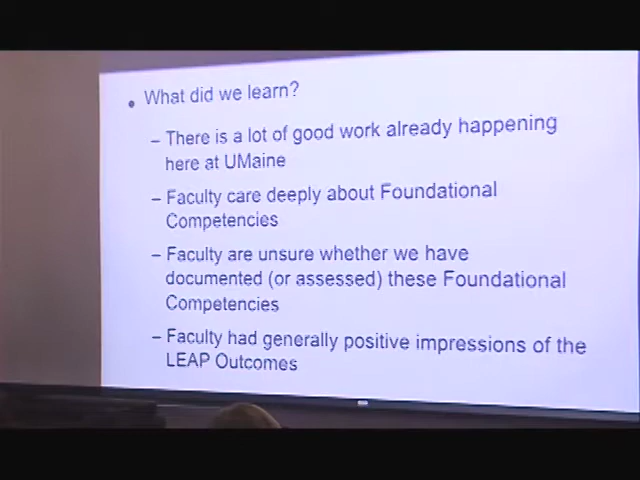 • What did we learn?
– There is a lot of good work already happening
here at UMaine
– Faculty care deeply about Foundational
Competencies
– Faculty are unsure whether we have
documented (or assessed) these Foundational
Competencies
– Faculty had generally positive impressions of the
LEAP Outcomes